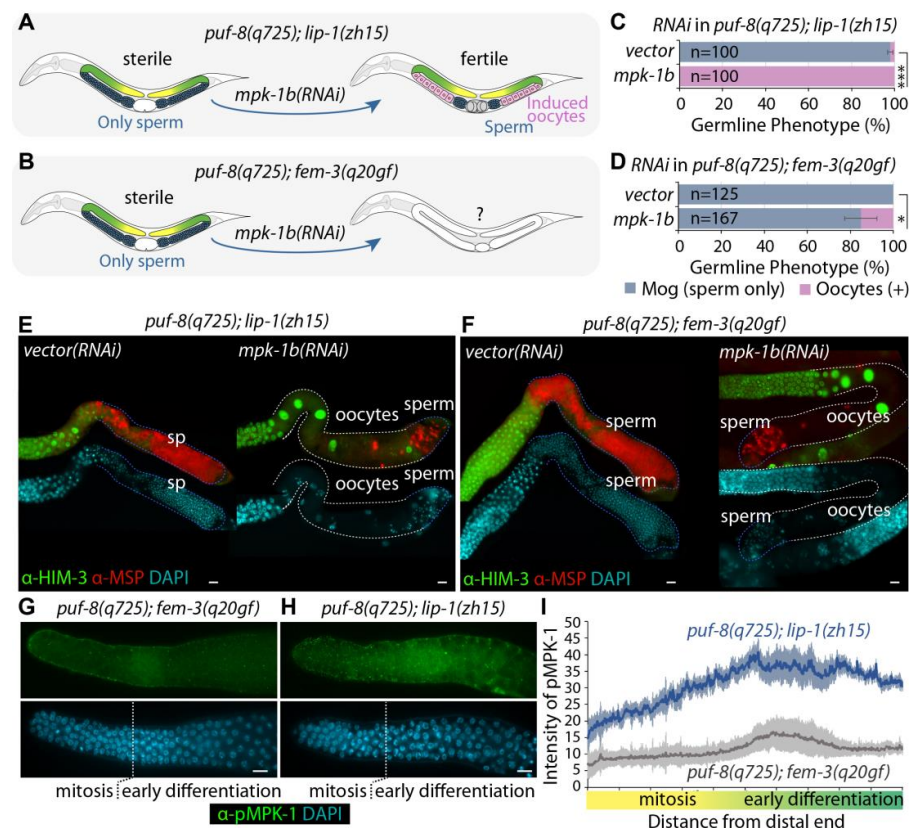 A
puf-8(q725); lip-1(zh15)
sterile
fertile
mpk-1b(RNAi)
Only sperm
Induced
oocytes
Sperm
B
puf-8(q725); fem-3(q20gf)
sterile
?
mpk-1b(RNAi)
Only sperm
C
RNAi in puf-8(q725); lip-1(zh15)
vector
n=100
mpk-1b
n=100
***
0 20 40 60 80 100
Germline Phenotype (%)
D
RNAi in puf-8(q725); fem-3(q20gf)
vector
n=125
mpk-1b
n=167
*
0 20 40 60 80 100
Germline Phenotype (%)
Mog (sperm only) Oocytes (+)
E
puf-8(q725); lip-1(zh15)
vector(RNAi)
mpk-1b(RNAi)
sp
sp
oocytes
sperm
oocytes
sperm
α-HIM-3 α-MSP DAPI
F
puf-8(q725); fem-3(q20gf)
vector(RNAi)
mpk-1b(RNAi)
sperm
sperm
sperm
oocytes
sperm
oocytes
α-HIM-3 α-MSP DAPI
G
puf-8(q725); fem-3(q20gf)
mitosis early differentiation
H
puf-8(q725); lip-1(zh15)
mitosis early differentiation
α-pMPK-1 DAPI
I
Intensity of pMPK-1
50
45
40
35
30
25
20
15
10
5
0
puf-8(q725); lip-1(zh15)
puf-8(q725); fem-3(q20gf)
mitosis early differentiation
Distance from distal end